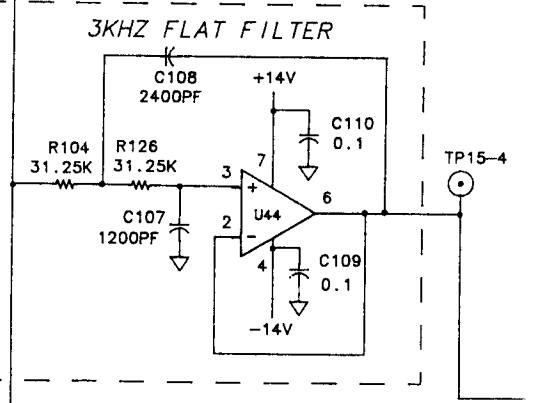 3KHZ FLAT FILTER
C108
2400PF
+14V
C110
0.1
R104 R126
31.25K 31.25K
TP15-4
3
7
+
6
U44
C107
1200PF
2
-
4
C109
0.1
-14V